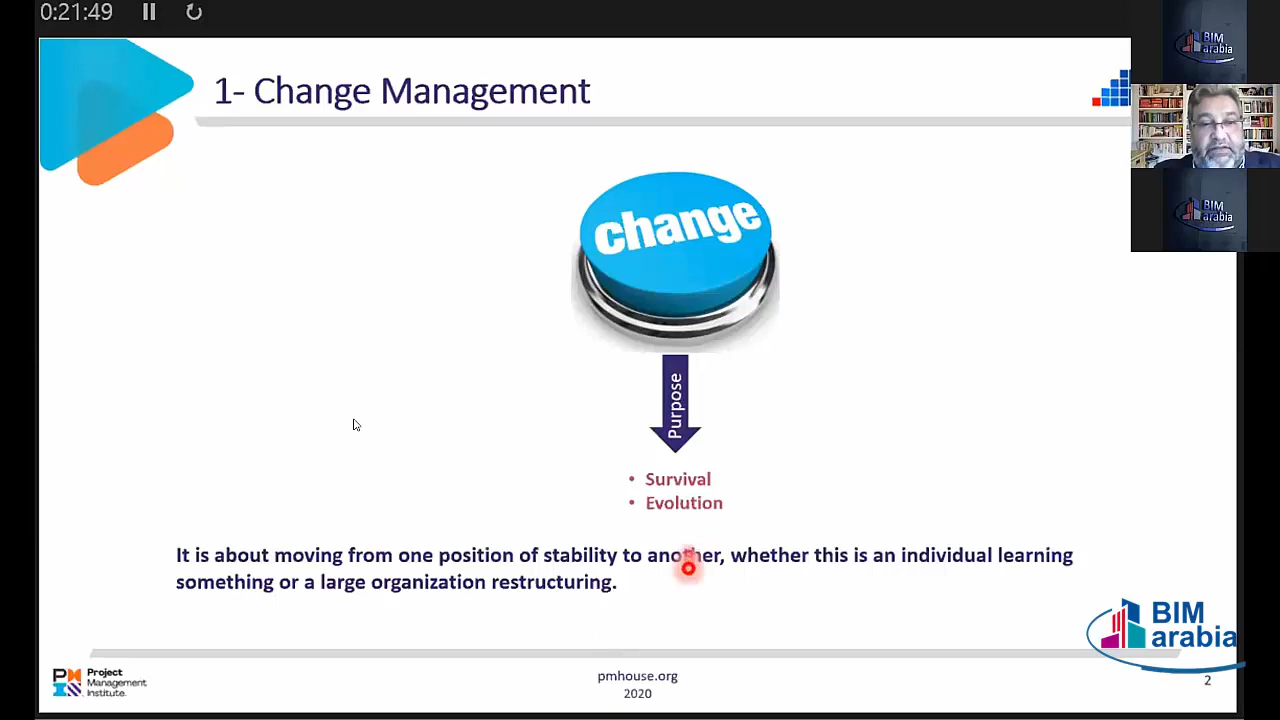 0:21:49
1- Change Management
BIM
arabia
BIM
arabia
change
Purpose
• Survival
• Evolution
It is about moving from one position of stability to another, whether this is an individual learning
something or a large organization restructuring.
BIM
arabia
Project
Management
Institute.
pmhouse.org
2020
2